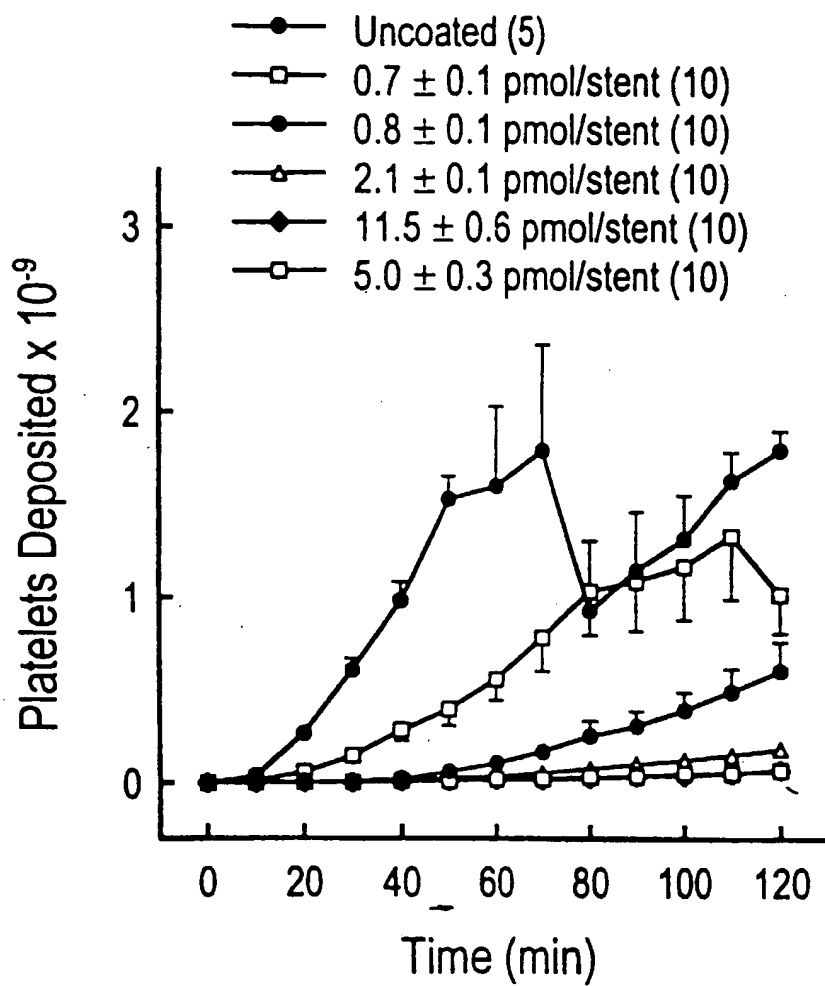 Uncoated (5)
0.7 ± 0.1 pmol/stent (10)
0.8 ± 0.1 pmol/stent (10)
2.1 ± 0.1 pmol/stent (10)
11.5 ± 0.6 pmol/stent (10)
5.0 ± 0.3 pmol/stent (10)
Platelets Deposited x 10⁻⁹
3
2
1
0
0 20 40 60 80 100 120
Time (min)